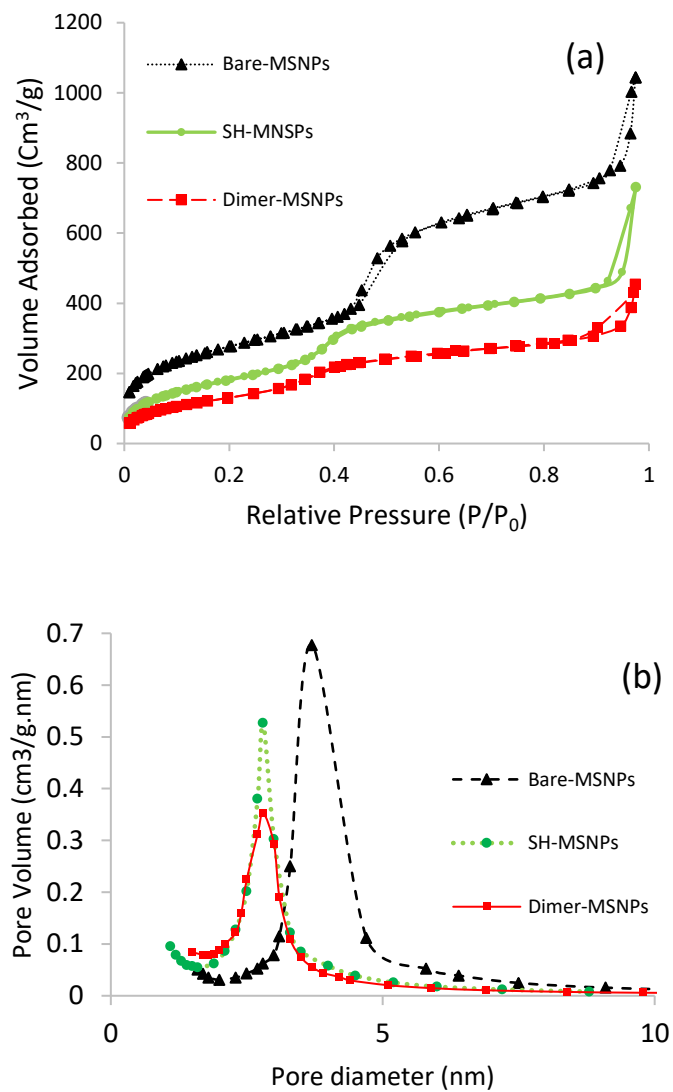 1200
1000
800
600
400
200
0
Volume Adsorbed (Cm³/g)
(a)
Bare-MSNPs
SH-MNSPs
Dimer-MSNPs
0 0.2 0.4 0.6 0.8 1
Relative Pressure (P/P₀)
0.7
0.6
0.5
0.4
0.3
0.2
0.1
0
Pore Volume (cm3/g.nm)
(b)
Bare-MSNPs
SH-MSNPs
Dimer-MSNPs
0 5 10
Pore diameter (nm)